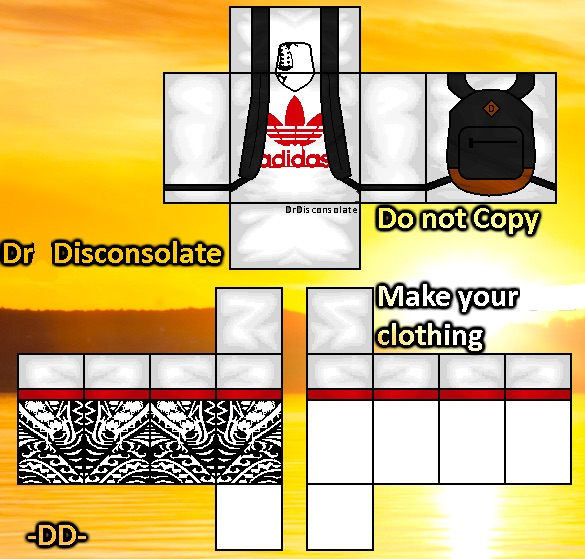 adidas
D
DrDisconsolate
Do not Copy
Dr Disconsolate
Make your
clothing
-DD-